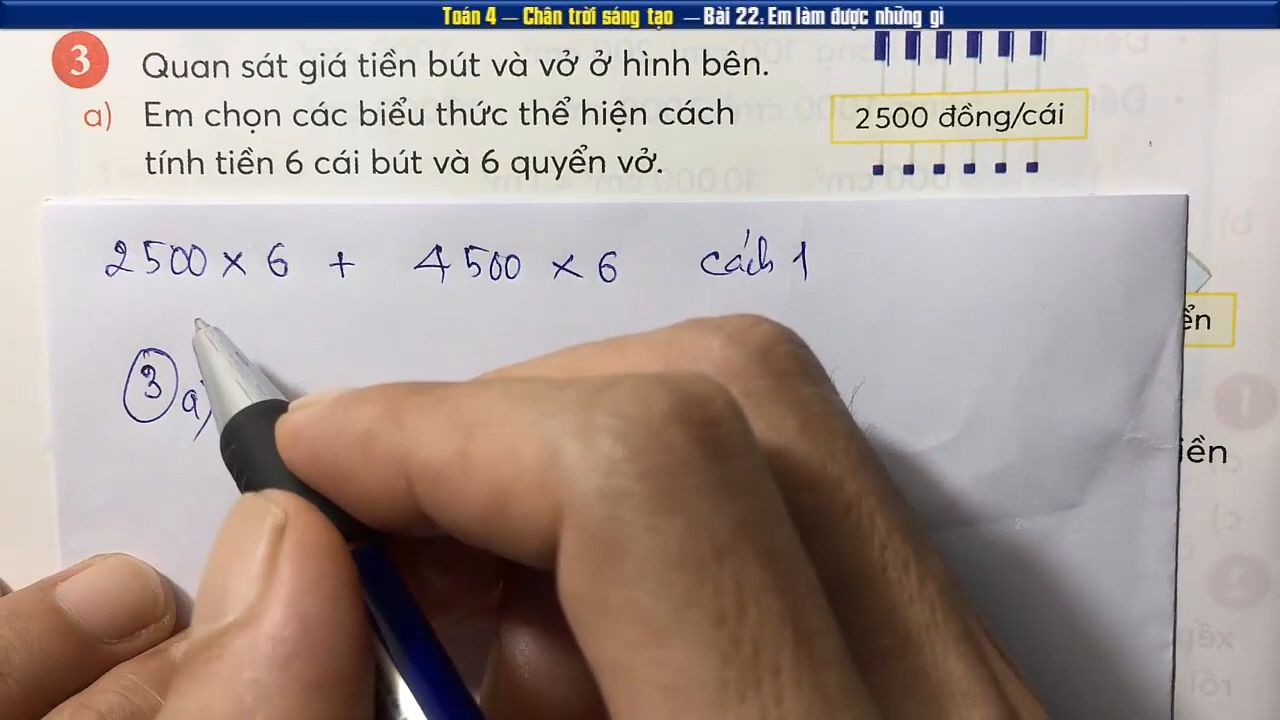 Toán 4 – Chân trời sáng tạo – Bài 22: Em làm được những gì
3 Quan sát giá tiền bút và vở ở hình bên.
a) Em chọn các biểu thức thể hiện cách
tính tiền 6 cái bút và 6 quyển vở.
2 500 đồng/cái
2500 × 6 + 4500 × 6 cách 1
ển
3 a)
iền